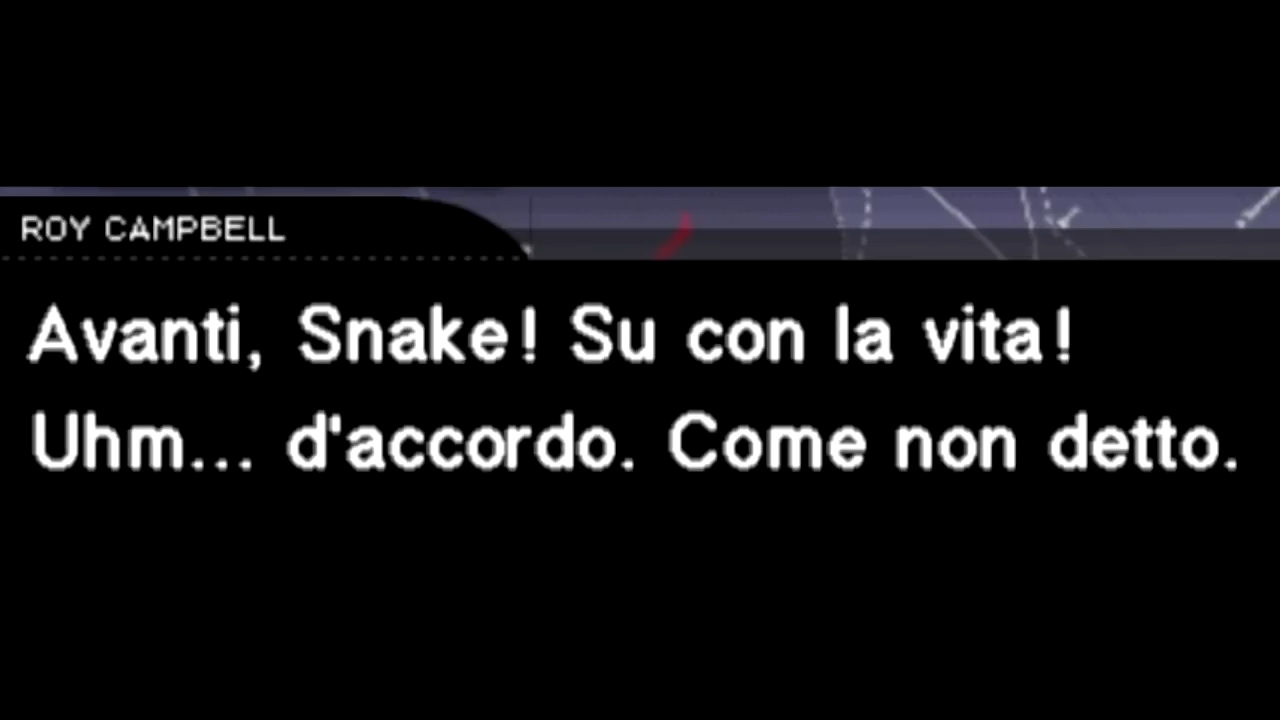 ROY CAMPBELL
Avanti, Snake! Su con la vita!
Uhm... d'accordo. Come non detto.